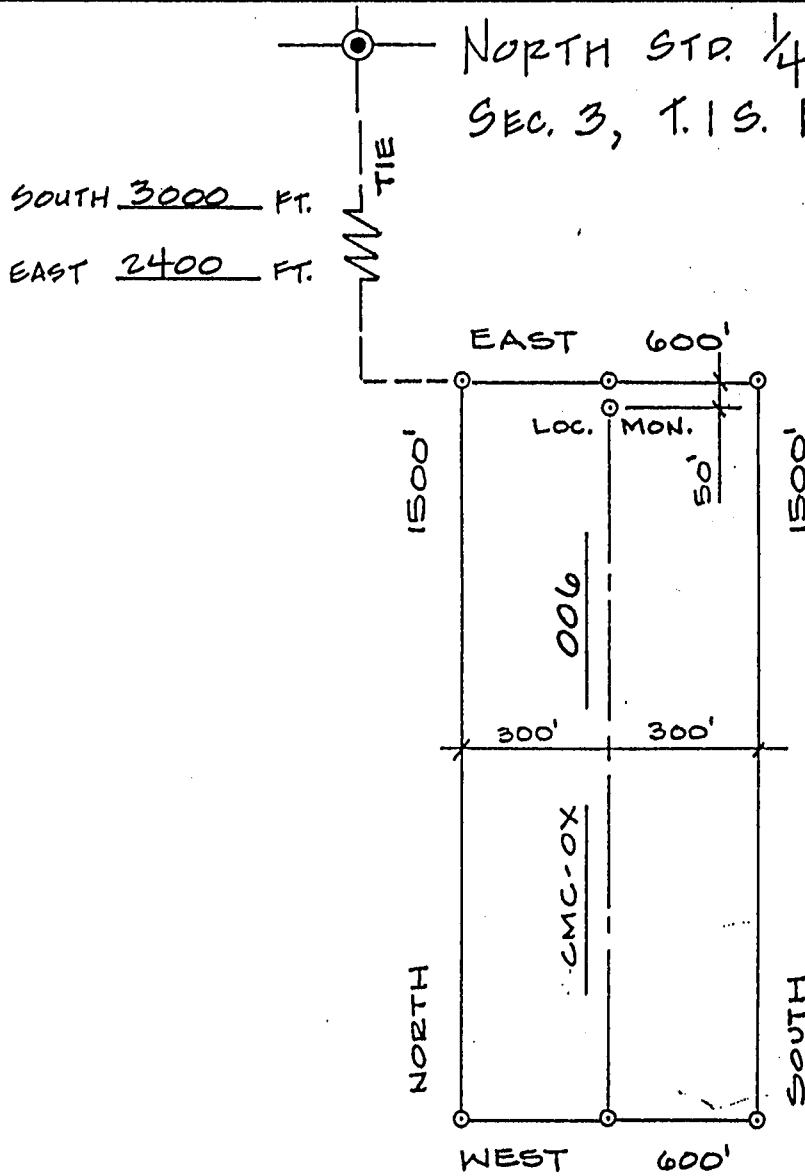 NORTH STD. 1/4
SEC. 3, T.1 S.
TIE
SOUTH 3000 FT.
EAST 2400 FT.
EAST 600'
LOC. MON.
50'
1500'
1500'
006
300' 300'
CMC-OX
NORTH
SOUTH
WEST 600'